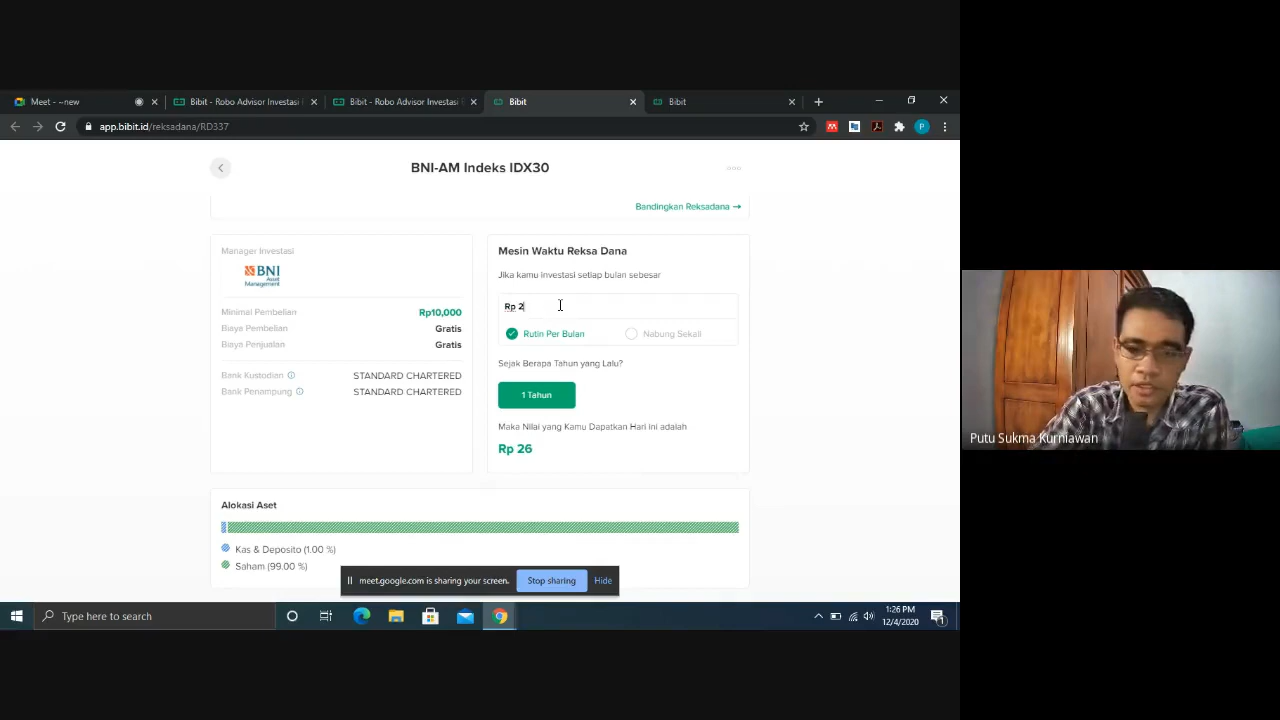 Meet - ~new
Bibit - Robo Advisor Investasi
Bibit - Robo Advisor Investasi
Bibit
Bibit
app.bibit.id/reksadana/RD337
P
BNI-AM Indeks IDX30
Bandingkan Reksadana →
Manager Investasi
BNI
Asset
Management
Minimal Pembelian Rp10,000
Biaya Pembelian Gratis
Biaya Penjualan Gratis
Bank Kustodian STANDARD CHARTERED
Bank Penampung STANDARD CHARTERED
Mesin Waktu Reksa Dana
Jika kamu investasi setiap bulan sebesar
Rp 2
Rutin Per Bulan Nabung Sekali
Sejak Berapa Tahun yang Lalu?
1 Tahun
Maka Nilai yang Kamu Dapatkan Hari ini adalah
Rp 26
Alokasi Aset
Kas & Deposito (1.00 %)
Saham (99.00 %)
meet.google.com is sharing your screen. Stop sharing Hide
Type here to search
1:26 PM
12/4/2020
1
Putu Sukma Kurniawan